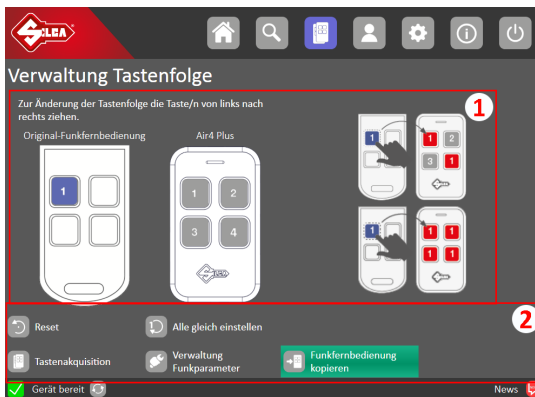 SILCA
Verwaltung Tastenfolge
1
Zur Änderung der Tastenfolge die Taste/n von links nach
rechts ziehen.
Original-Funkfernbedienung
Air4 Plus
1
1 2
3 4
Silca
1
1 2
3 1
1
1 1
1 1
2
Reset
Alle gleich einstellen
Tastenakquisition
Verwaltung
Funkparameter
Funkfernbedienung
kopieren
Gerät bereit
News